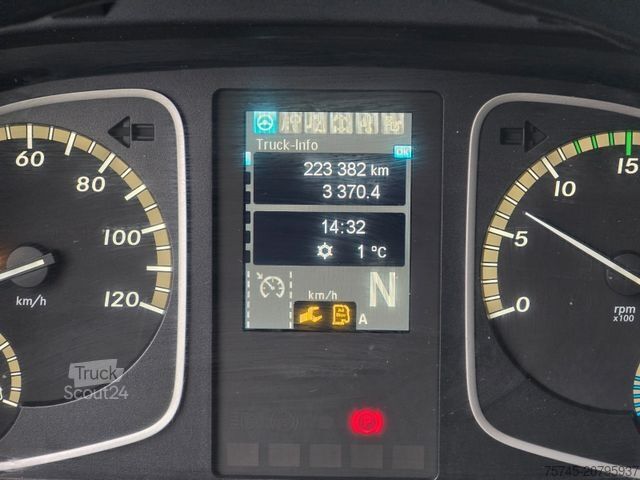 Truck-Info
OK
223 382 km
3 370.4
14:32
1 °C
km/h
N
A
60
80
100
120
km/h
0
5
10
15
rpm
x100
P
Truck
Scout24
75745-20795937